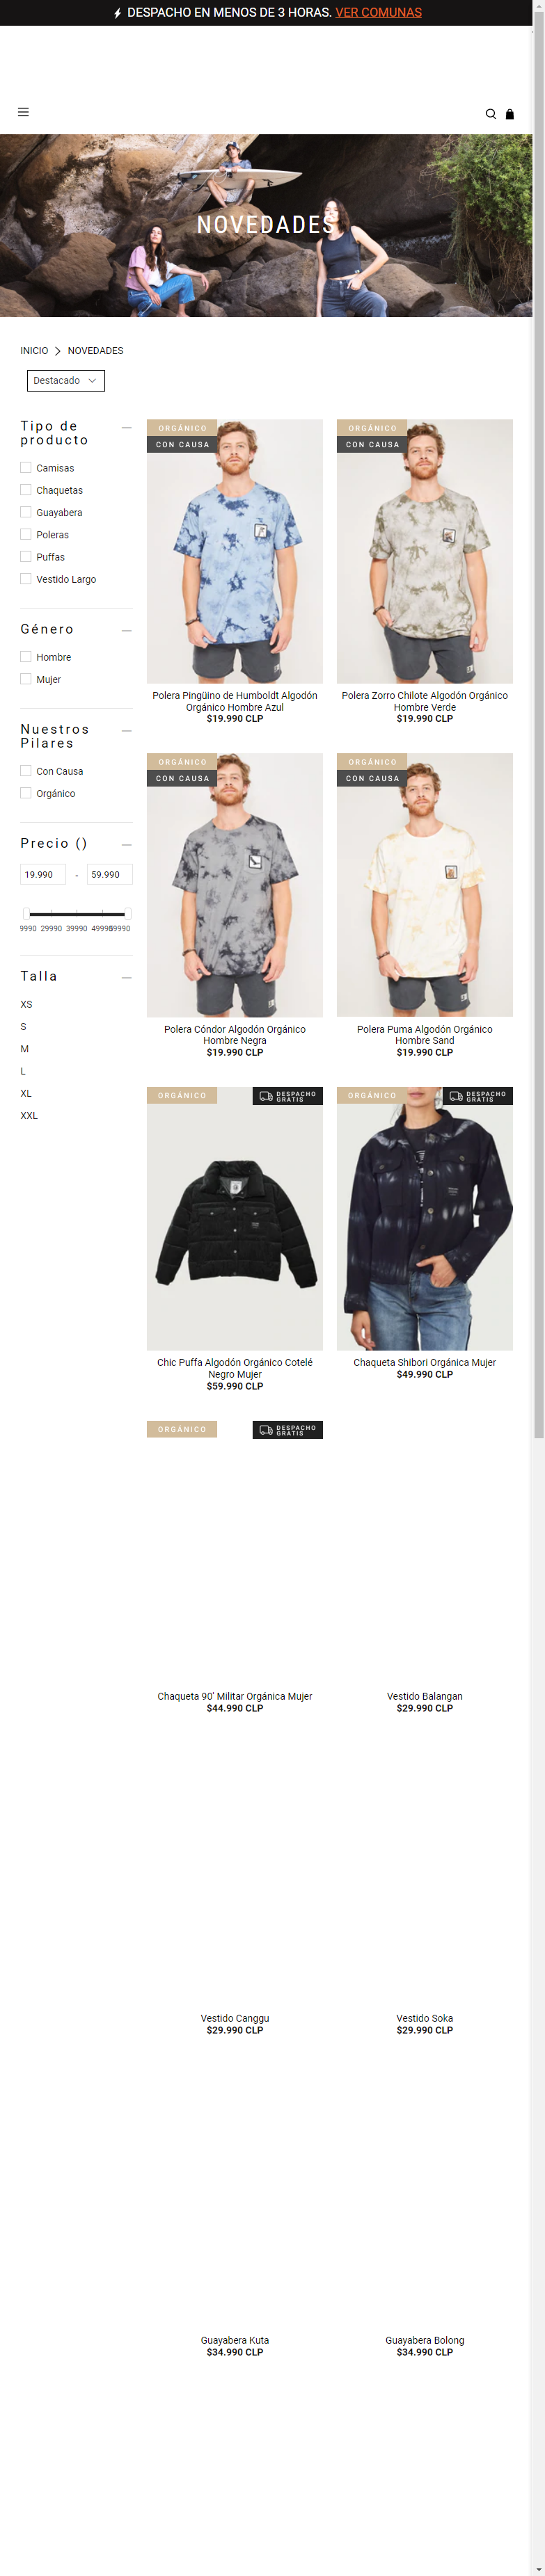 DESPACHO EN MENOS DE 3 HORAS. VER COMUNAS
NOVEDADES
INICIO > NOVEDADES
Destacado
Tipo de
producto
Camisas
Chaquetas
Guayabera
Poleras
Puffas
Vestido Largo
Género
Hombre
Mujer
Nuestros
Pilares
Con Causa
Orgánico
Precio ()
19.990 - 59.990
29990 39990
Talla
XS
S
M
L
XL
XXL
ORGÁNICO
CON CAUSA
Polera Pingüino de Humboldt Algodón
Orgánico Hombre Azul
$19.990 CLP
ORGÁNICO
CON CAUSA
Polera Zorro Chilote Algodón Orgánico
Hombre Verde
$19.990 CLP
ORGÁNICO
CON CAUSA
Polera Cóndor Algodón Orgánico
Hombre Negra
$19.990 CLP
ORGÁNICO
CON CAUSA
Polera Puma Algodón Orgánico
Hombre Sand
$19.990 CLP
ORGÁNICO
DESPACHO
GRATIS
Chic Puffa Algodón Orgánico Cotelé
Negro Mujer
$59.990 CLP
ORGÁNICO
DESPACHO
GRATIS
Chaqueta Shibori Orgánica Mujer
$49.990 CLP
ORGÁNICO
DESPACHO
GRATIS
Chaqueta 90' Militar Orgánica Mujer
$44.990 CLP
Vestido Balangan
$29.990 CLP
Vestido Canggu
$29.990 CLP
Vestido Soka
$29.990 CLP
Guayabera Kuta
$34.990 CLP
Guayabera Bolong
$34.990 CLP